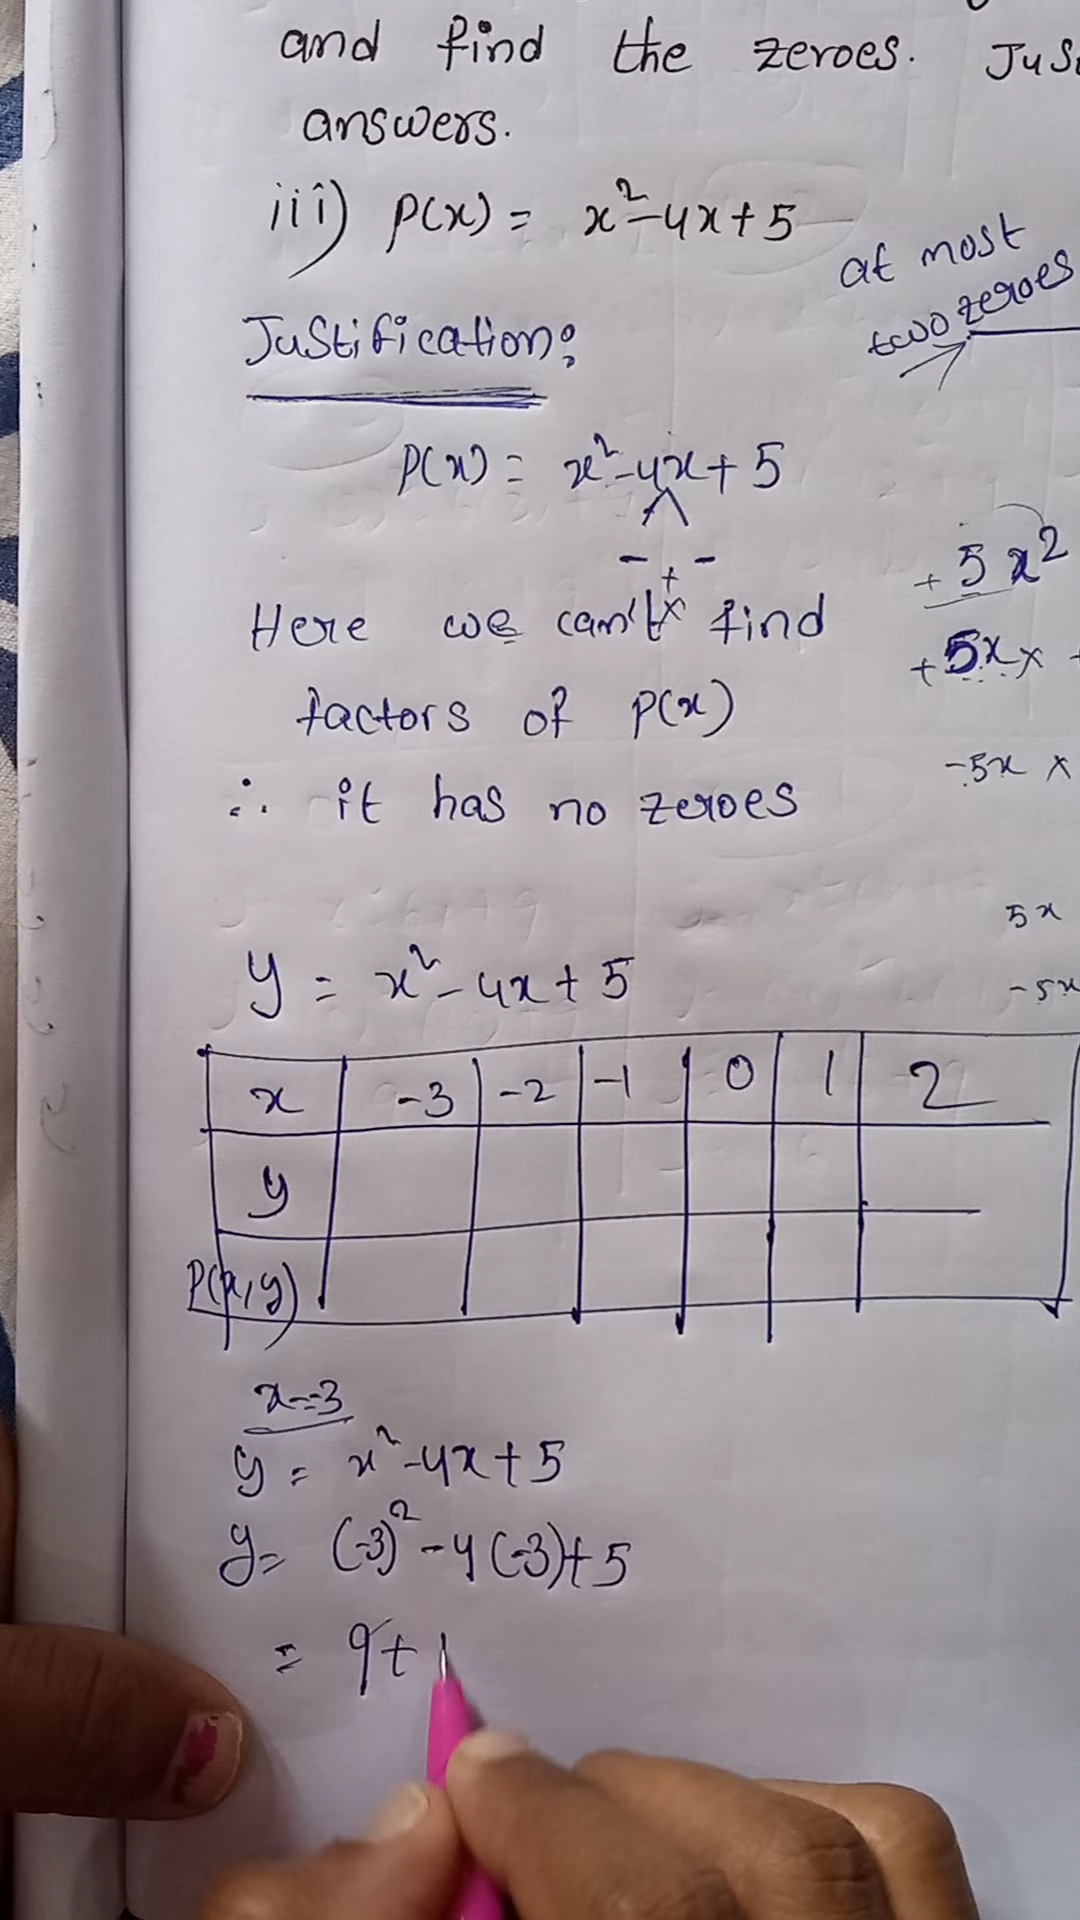 and find the zeroes.
answers.
iii) P(x) = x²-4x+5
at most
two zeroes
Justification:
P(x) = x²-4x+5
- + -
+ 5x²
Here we can't x find
+5x x
factors of P(x)
-5x x
∴ it has no zeroes
5x
y = x²-4x+5
-5x
x -3 -2 -1 0 1 2
y
P(x,y)
x=-3
y = x²-4x+5
y= (-3)²-4(-3)+5
= 9+